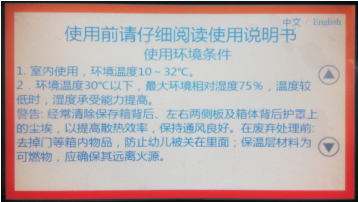 中文 / English
使用前请仔细阅读使用说明书
使用环境条件
1. 室内使用，环境温度10～32℃。
2．环境温度30℃以下，最大环境相对湿度75％，温度较
低时，湿度承受能力提高。
警告: 经常清除保存箱背后、左右两侧板及箱体背后护罩上
的尘埃，以提高散热效率，保持通风良好。在废弃处理前:
去掉门等箱内物品，防止幼儿被关在里面；保温层材料为
可燃物，应确保其远离火源。